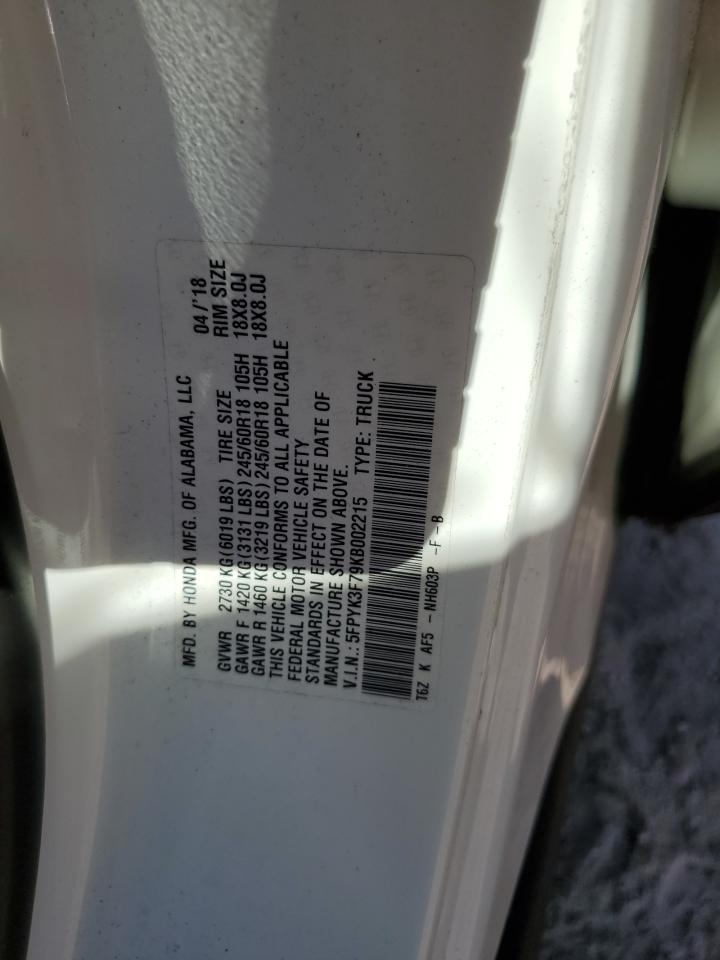 MFD. BY HONDA MFG. OF ALABAMA, LLC 04/'18
GVWR 2730 KG (6019 LBS) TIRE SIZE RIM SIZE
GAWR F 1420 KG (3131 LBS) 245/60R18 105H 18X8.0J
GAWR R 1460 KG (3219 LBS) 245/60R18 105H 18X8.0J
THIS VEHICLE CONFORMS TO ALL APPLICABLE
FEDERAL MOTOR VEHICLE SAFETY
STANDARDS IN EFFECT ON THE DATE OF
MANUFACTURE SHOWN ABOVE.
V.I.N.: 5FPYK3F79KB002215 TYPE: TRUCK
T6Z K AF5 - NH603P -F-B